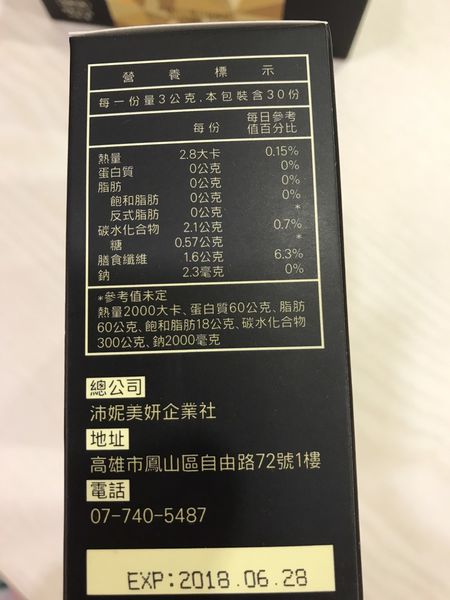 營養標示
每一份量3公克,本包裝含30份
每份 每日參考值百分比
熱量 2.8大卡 0.15%
蛋白質 0公克 0%
脂肪 0公克 0%
飽和脂肪 0公克 0%
反式脂肪 0公克 *
碳水化合物 2.1公克 0.7%
糖 0.57公克 *
膳食纖維 1.6公克 6.3%
鈉 2.3毫克 0%
*參考值未定
熱量2000大卡、蛋白質60公克、脂肪
60公克、飽和脂肪18公克、碳水化合物
300公克、鈉2000毫克
總公司
沛妮美妍企業社
地址
高雄市鳳山區自由路72號1樓
電話
07-740-5487
EXP:2018.06.28